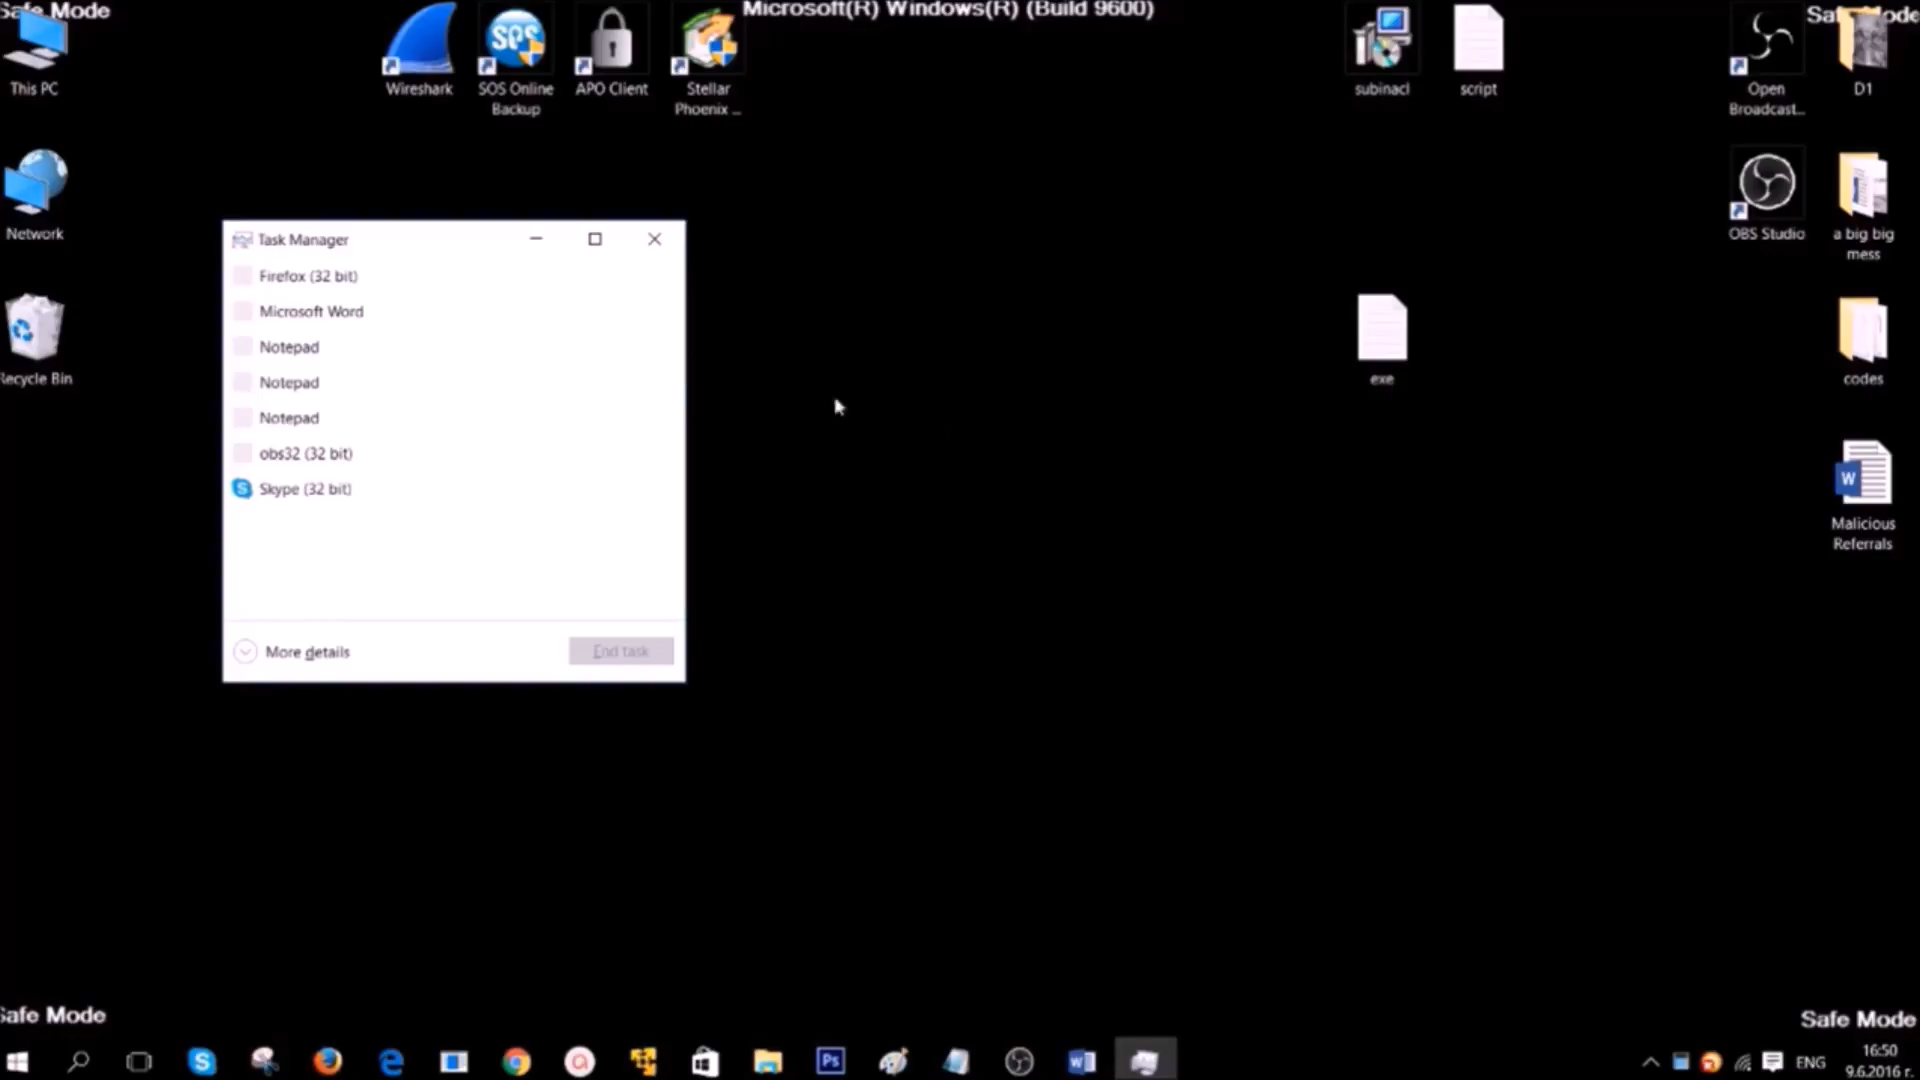 Safe Mode
Microsoft(R) Windows(R) (Build 9600)
Safe Mode
This PC
Wireshark
SOS Online
Backup
APO Client
Stellar
Phoenix ...
subinacl
script
Open
Broadcast...
D1
Network
OBS Studio
a big big
mess
Recycle Bin
exe
codes
W
Malicious
Referrals
Task Manager
Firefox (32 bit)
Microsoft Word
Notepad
Notepad
Notepad
obs32 (32 bit)
Skype (32 bit)
More details
End task
Safe Mode
Safe Mode
Ps
ENG
16:50
9.6.2016 г.